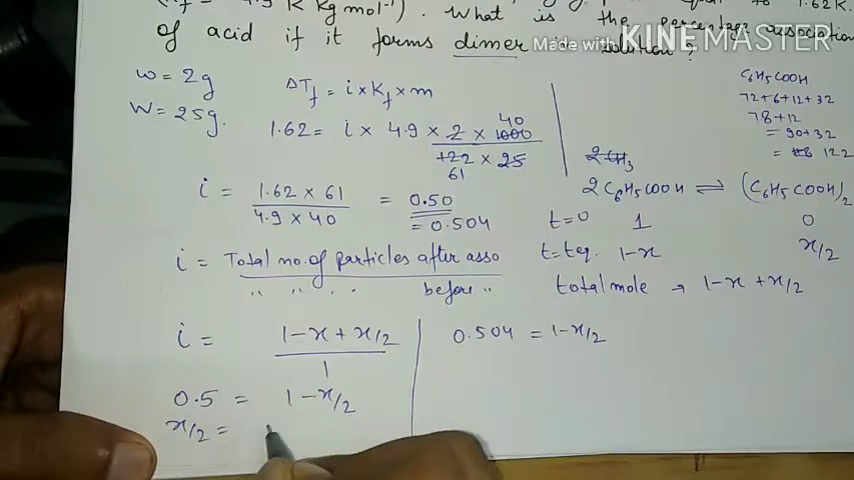 K kg mol⁻¹). What is the percentage association
of acid if it forms dimer in solution?
Made with KINEMASTER
w = 2g
W = 25g.
ΔTf = i × Kf × m
1.62 = i × 4.9 × 2 × 1000 40
122 × 25
61
i = 1.62 × 61 / 4.9 × 40 = 0.50
= 0.504
i = Total no. of particles after asso
" " " before "
i = 1-x + x/2 / 1
0.5 = 1 - x/2
x/2 =
C6H5COOH
72+6+12+32
78+12
= 90+32
= 122
2 CH3
2C6H5COOH ⇌ (C6H5COOH)2
t=0 1 0
t=teq. 1-x x/2
total mole → 1-x + x/2
0.504 = 1-x/2